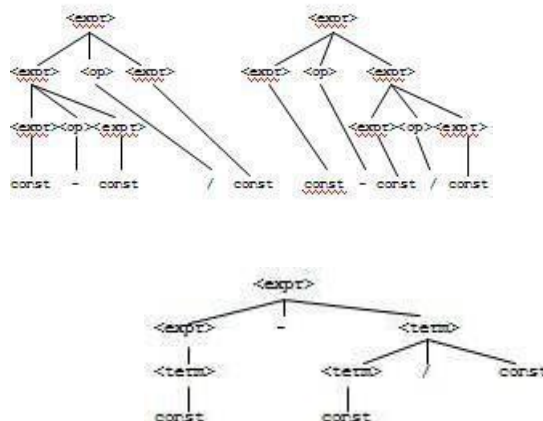 <expr> <expr>
<expr> <op> <expr> <expr> <op> <expr>
<expr><op><expr> <expr><op><expr>
const - const / const const - const / const
<expr>
<expr> - <term>
<term> <term> / const
const const